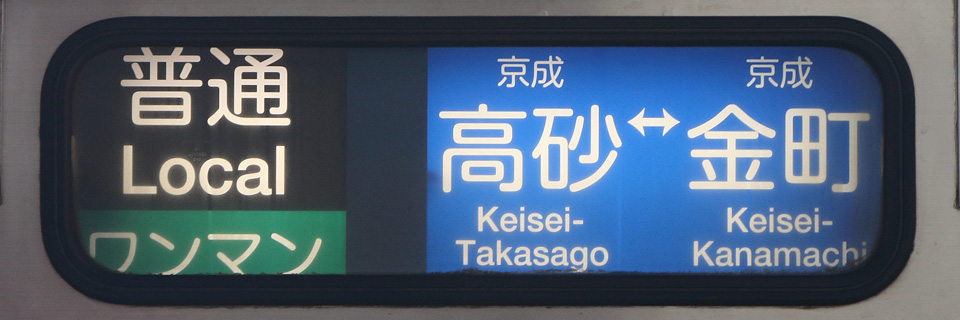 普通
Local
ワンマン
京成 京成
高砂↔金町
Keisei- Keisei-
Takasago Kanamachi